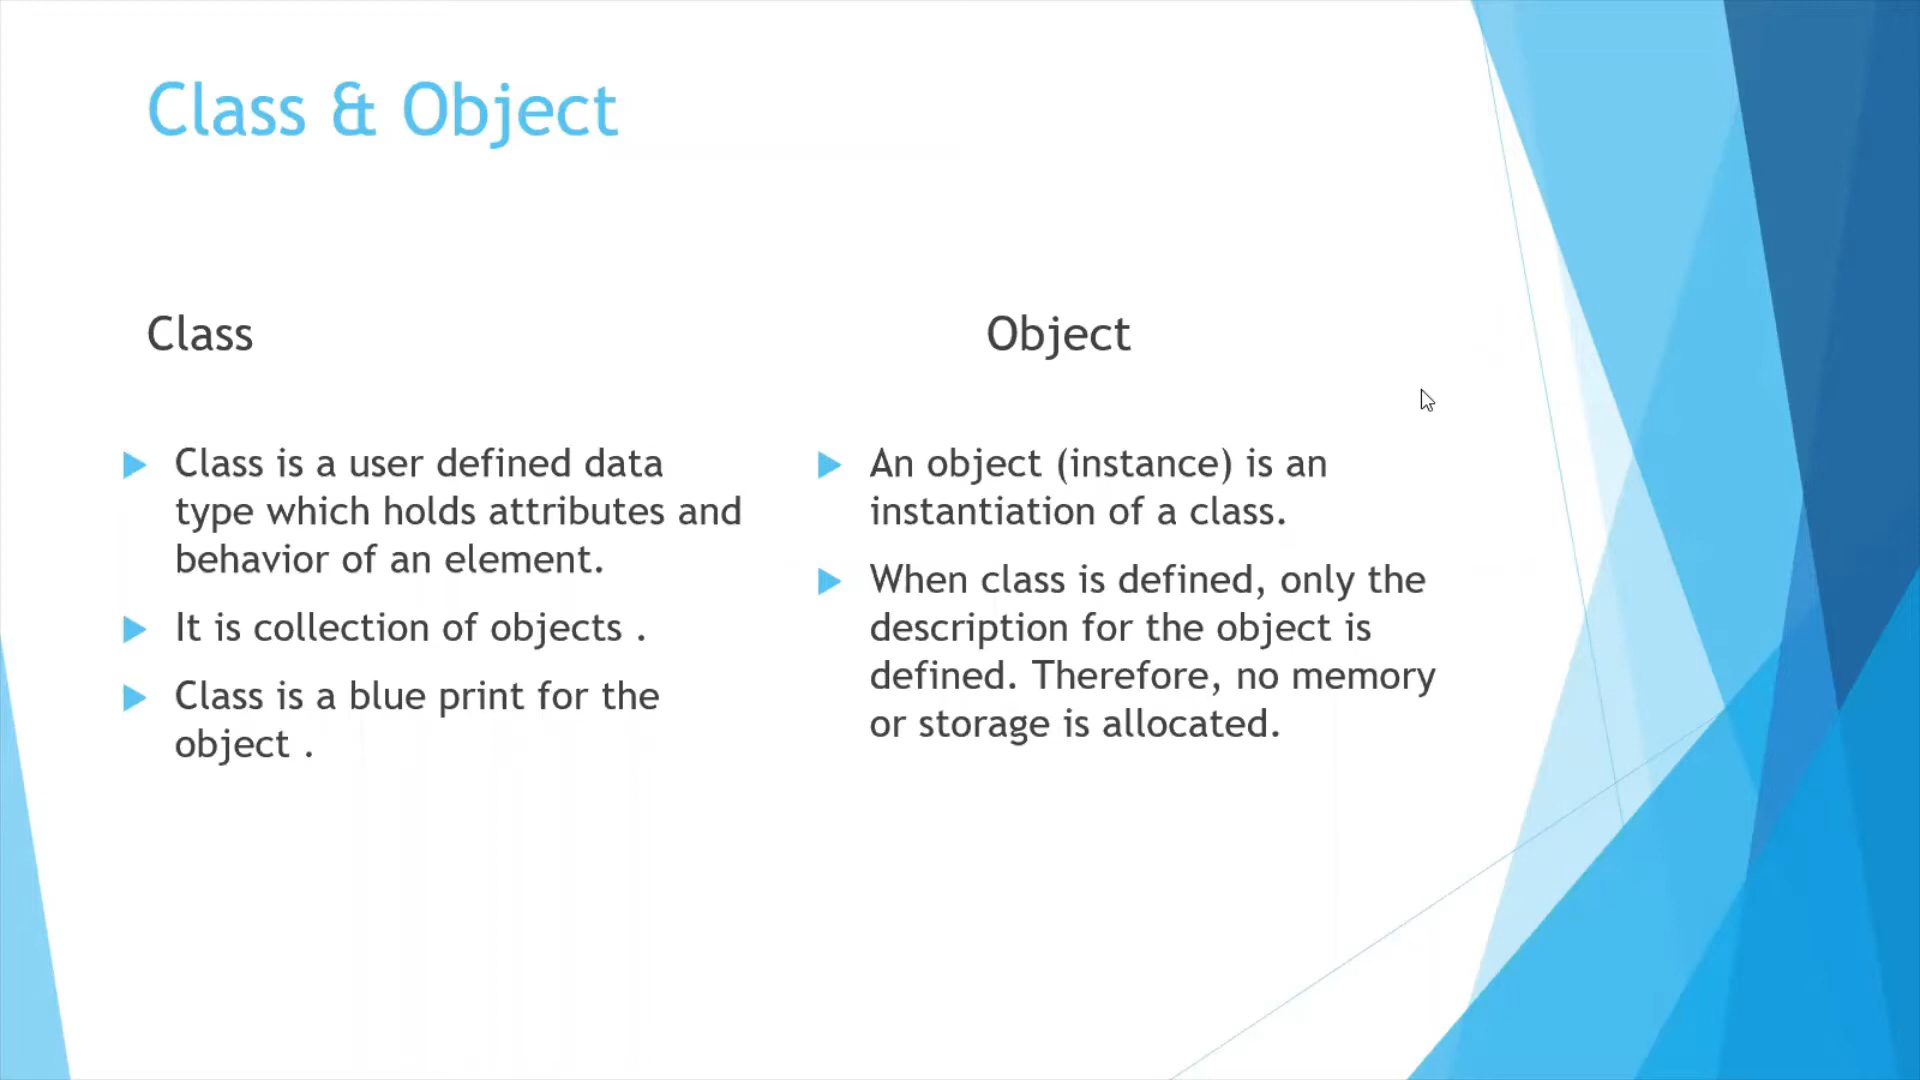 Class & Object
Class
Class is a user defined data
type which holds attributes and
behavior of an element.
It is collection of objects .
Class is a blue print for the
object .
Object
An object (instance) is an
instantiation of a class.
When class is defined, only the
description for the object is
defined. Therefore, no memory
or storage is allocated.